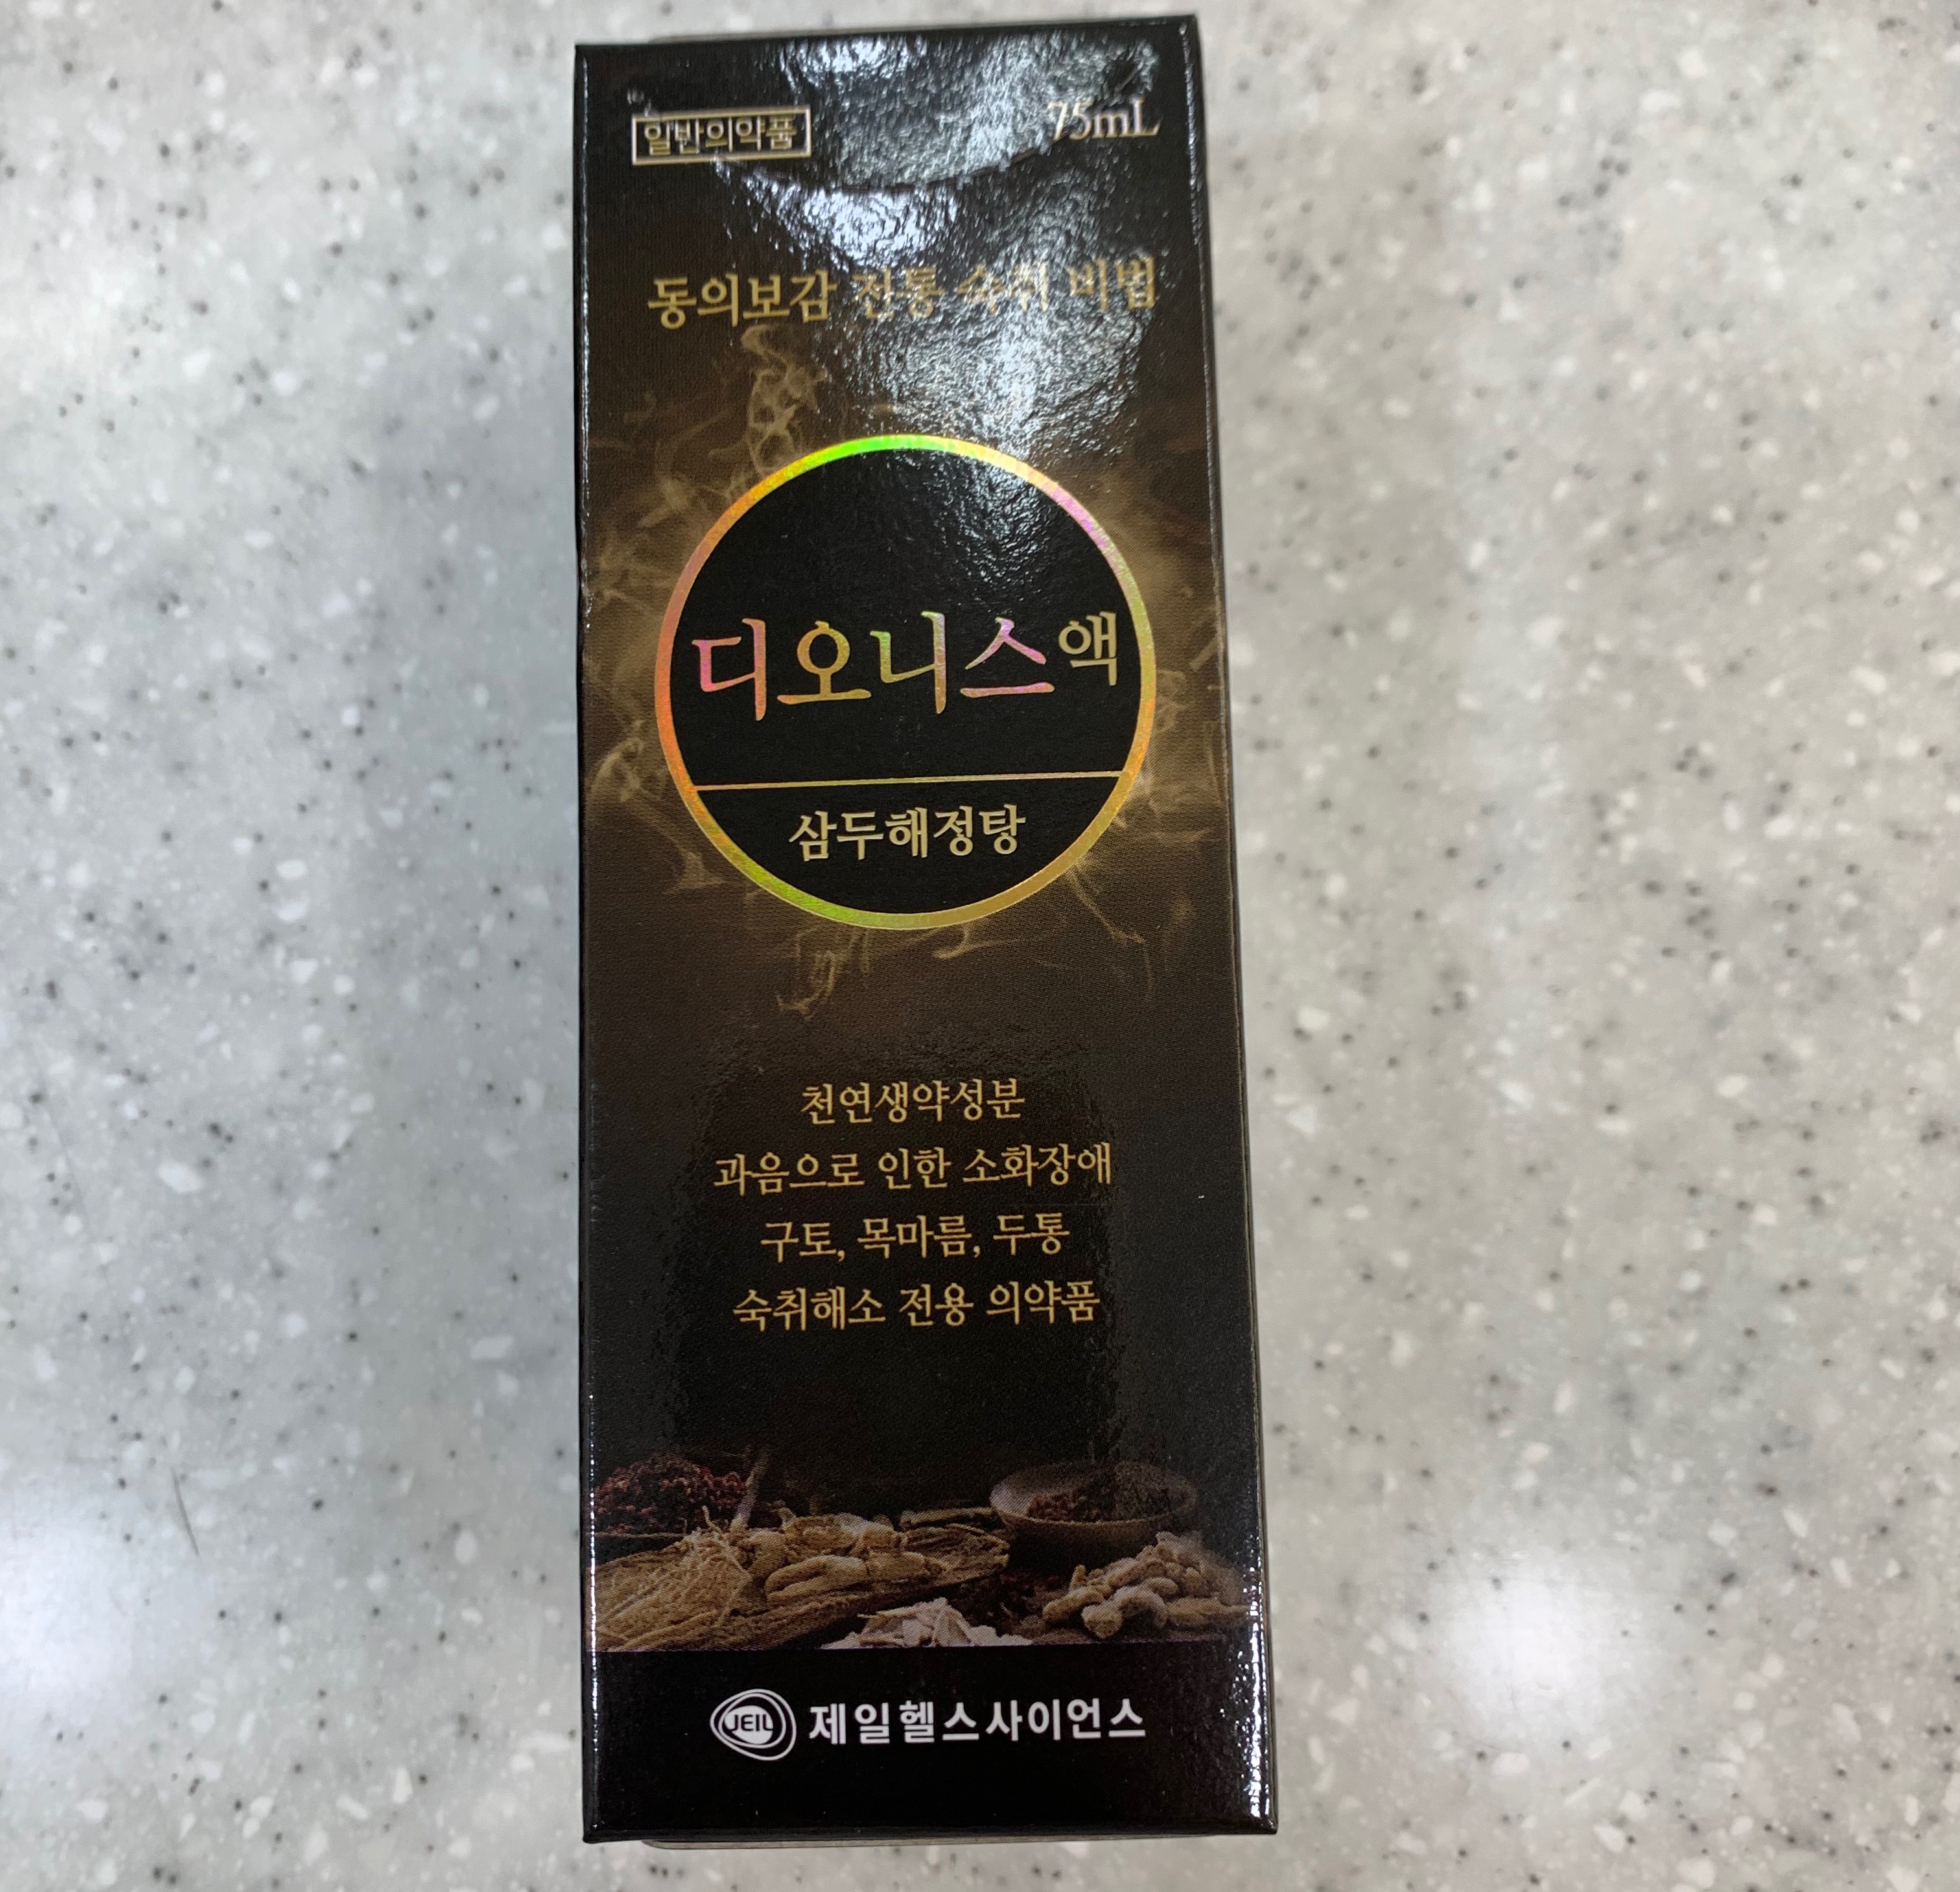 일반의약품
75mL
동의보감 전통 숙취 비법
디오니스액
삼두해정탕
천연생약성분
과음으로 인한 소화장애
구토, 목마름, 두통
숙취해소 전용 의약품
JEIL 제일헬스사이언스